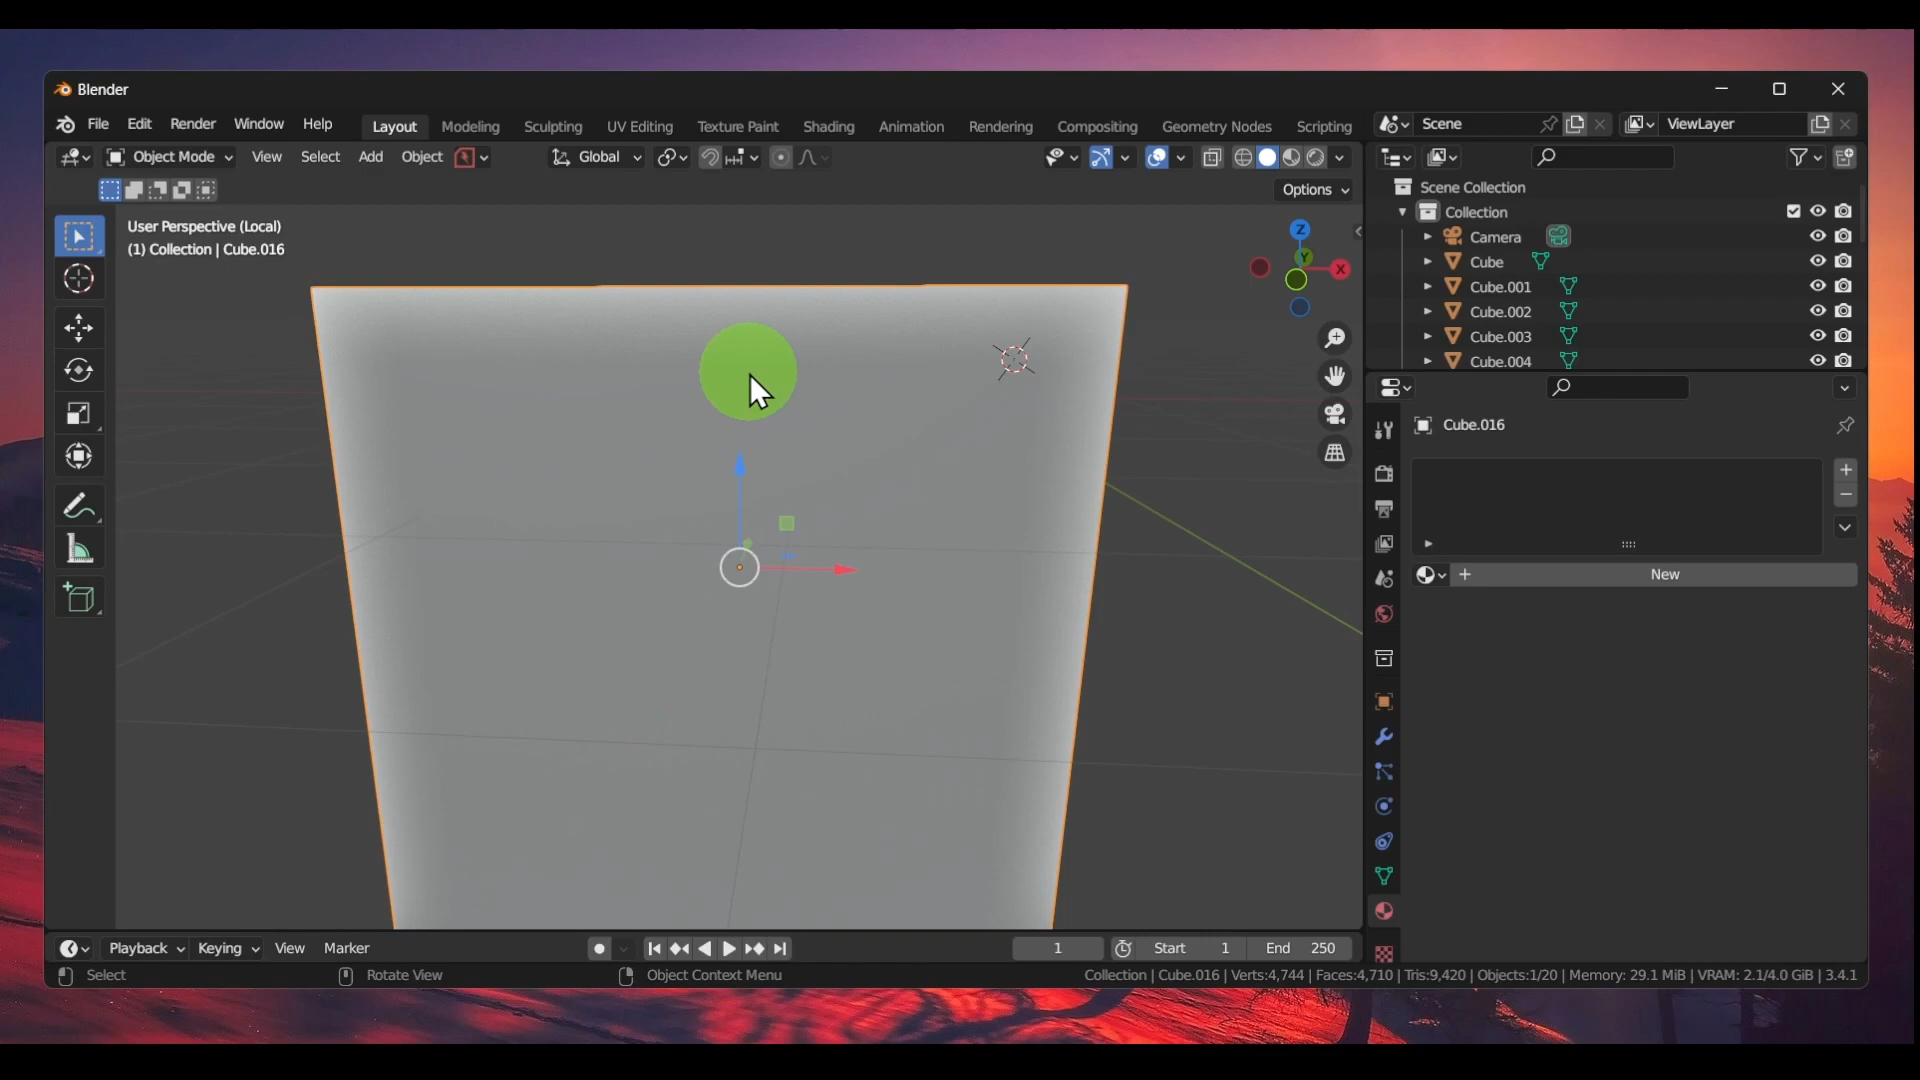 Blender
File Edit Render Window Help Layout Modeling Sculpting UV Editing Texture Paint Shading Animation Rendering Compositing Geometry Nodes Scripting Scene ViewLayer
Object Mode View Select Add Object Global
Options
User Perspective (Local)
(1) Collection | Cube.016
Z
Y
X
Scene Collection
Collection
Camera
Cube
Cube.001
Cube.002
Cube.003
Cube.004
Cube.016
New
Playback Keying View Marker 1 Start 1 End 250
Select Rotate View Object Context Menu Collection | Cube.016 | Verts:4,744 | Faces:4,710 | Tris:9,420 | Objects:1/20 | Memory: 29.1 MiB | VRAM: 2.1/4.0 GiB | 3.4.1